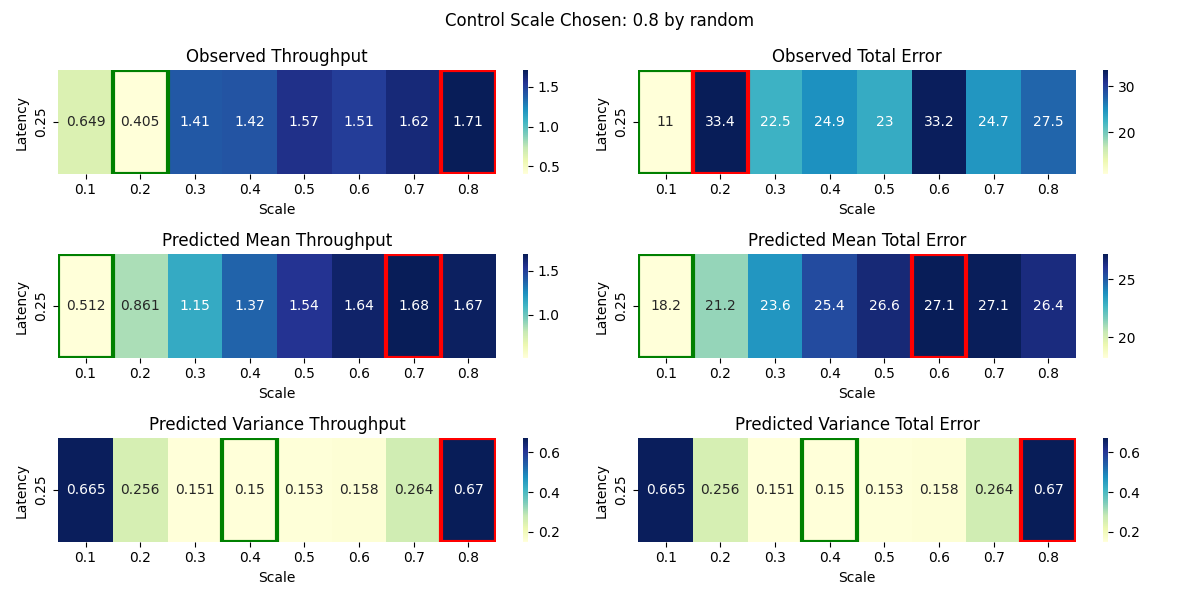 Control Scale Chosen: 0.8 by random
Observed Throughput
Latency
0.25
0.649 0.405 1.41 1.42 1.57 1.51 1.62 1.71
0.1 0.2 0.3 0.4 0.5 0.6 0.7 0.8
Scale
1.5
1.0
0.5
Observed Total Error
Latency
0.25
11 33.4 22.5 24.9 23 33.2 24.7 27.5
0.1 0.2 0.3 0.4 0.5 0.6 0.7 0.8
Scale
30
20
Predicted Mean Throughput
Latency
0.25
0.512 0.861 1.15 1.37 1.54 1.64 1.68 1.67
0.1 0.2 0.3 0.4 0.5 0.6 0.7 0.8
Scale
1.5
1.0
Predicted Mean Total Error
Latency
0.25
18.2 21.2 23.6 25.4 26.6 27.1 27.1 26.4
0.1 0.2 0.3 0.4 0.5 0.6 0.7 0.8
Scale
25
20
Predicted Variance Throughput
Latency
0.25
0.665 0.256 0.151 0.15 0.153 0.158 0.264 0.67
0.1 0.2 0.3 0.4 0.5 0.6 0.7 0.8
Scale
0.6
0.4
0.2
Predicted Variance Total Error
Latency
0.25
0.665 0.256 0.151 0.15 0.153 0.158 0.264 0.67
0.1 0.2 0.3 0.4 0.5 0.6 0.7 0.8
Scale
0.6
0.4
0.2